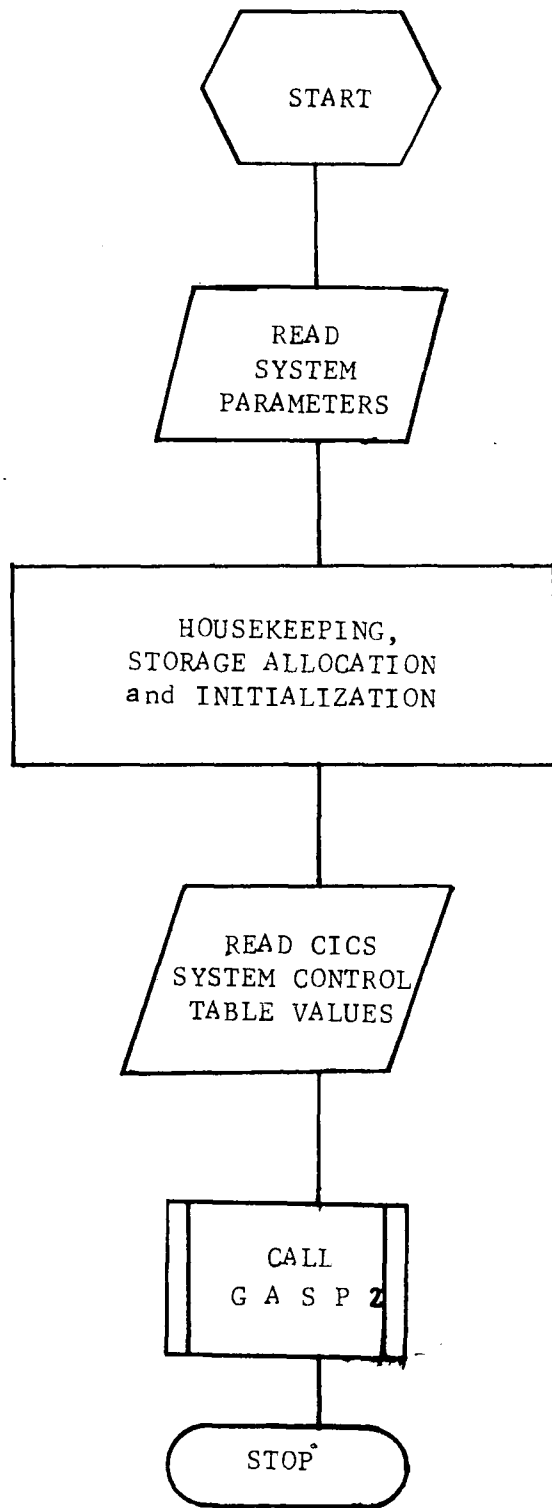 START
READ
SYSTEM
PARAMETERS
HOUSEKEEPING,
STORAGE ALLOCATION
and INITIALIZATION
READ CICS
SYSTEM CONTROL
TABLE VALUES
CALL
G A S P 2
STOP